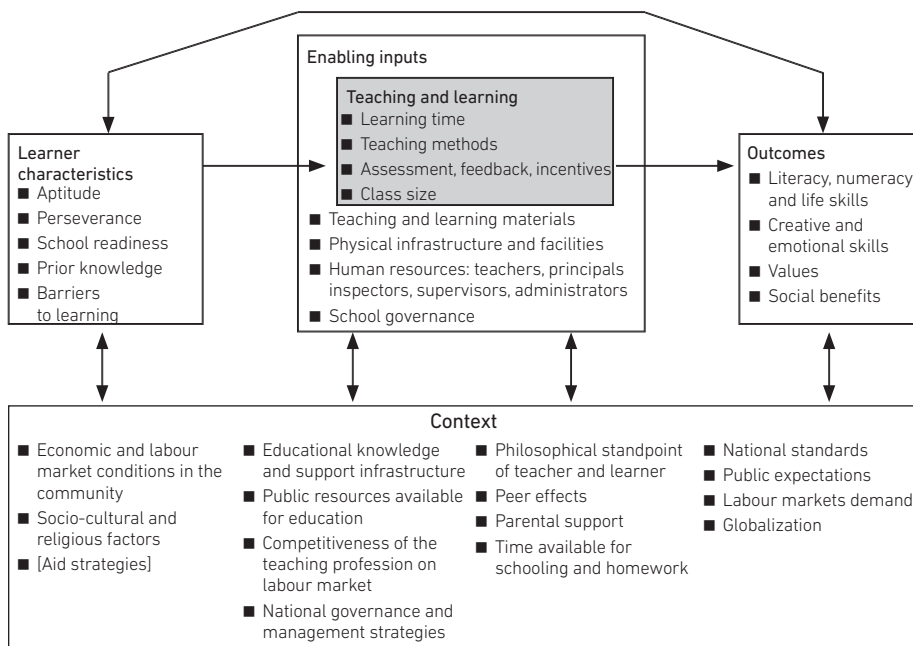 Enabling inputs
Teaching and learning
■ Learning time
■ Teaching methods
■ Assessment, feedback, incentives
■ Class size
■ Teaching and learning materials
■ Physical infrastructure and facilities
■ Human resources: teachers, principals
inspectors, supervisors, administrators
■ School governance
Learner
characteristics
■ Aptitude
■ Perseverance
■ School readiness
■ Prior knowledge
■ Barriers
to learning
Outcomes
■ Literacy, numeracy
and life skills
■ Creative and
emotional skills
■ Values
■ Social benefits
Context
■ Economic and labour
market conditions in the
community
■ Socio-cultural and
religious factors
■ [Aid strategies]
■ Educational knowledge
and support infrastructure
■ Public resources available
for education
■ Competitiveness of the
teaching profession on
labour market
■ National governance and
management strategies
■ Philosophical standpoint
of teacher and learner
■ Peer effects
■ Parental support
■ Time available for
schooling and homework
■ National standards
■ Public expectations
■ Labour markets demand
■ Globalization